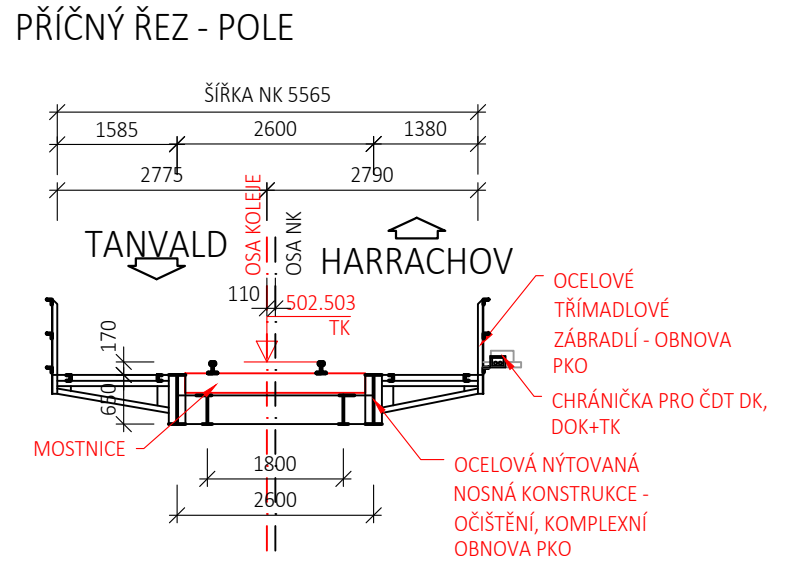 PŘÍČNÝ ŘEZ - POLE
ŠÍŘKA NK 5565
1585
2600
1380
2775
2790
OSA KOLEJE
OSA NK
TANVALD
HARRACHOV
110
502.503
TK
170
650
MOSTNICE
1800
2600
OCELOVÉ
TŘÍMADLOVÉ
ZÁBRADLÍ - OBNOVA
PKO
CHRÁNIČKA PRO ČDT DK,
DOK+TK
OCELOVÁ NÝTOVANÁ
NOSNÁ KONSTRUKCE -
OČIŠTĚNÍ, KOMPLEXNÍ
OBNOVA PKO